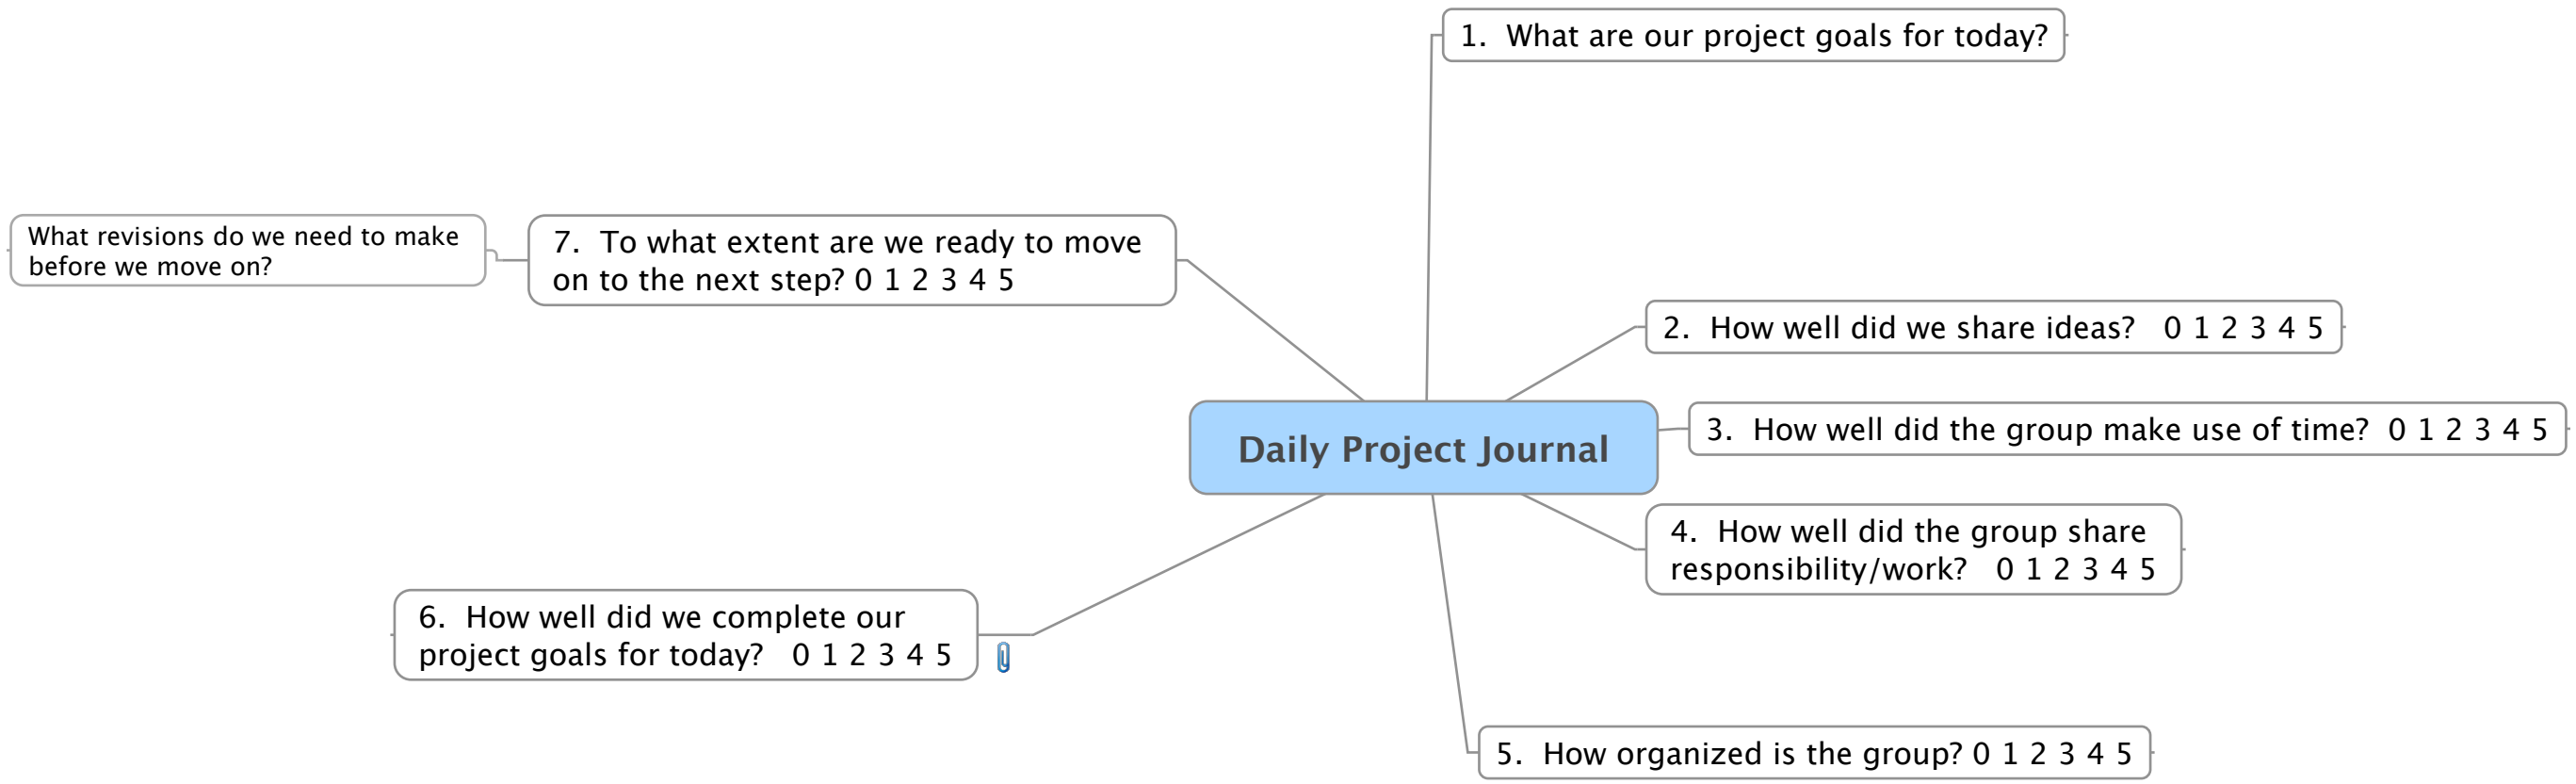 1.  What are our project goals for today?
What revisions do we need to make
before we move on?
7.  To what extent are we ready to move
on to the next step? 0 1 2 3 4 5
2.  How well did we share ideas?   0 1 2 3 4 5
3.  How well did the group make use of time?  0 1 2 3 4 5
Daily Project Journal
4.  How well did the group share
responsibility/work?   0 1 2 3 4 5
6.  How well did we complete our
project goals for today?   0 1 2 3 4 5
5.  How organized is the group? 0 1 2 3 4 5